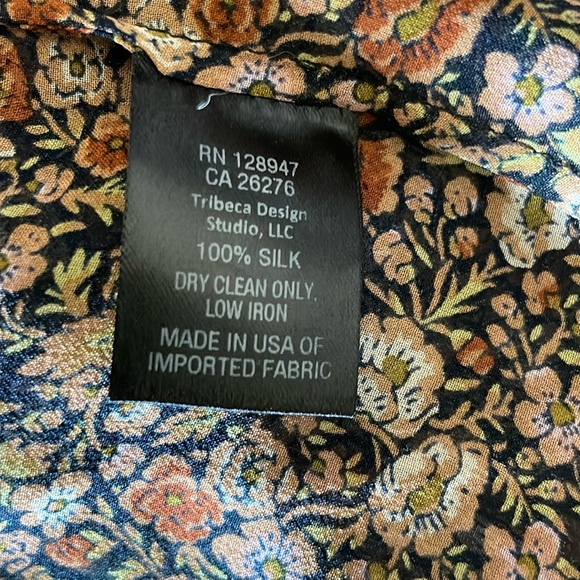 RN 128947
CA 26276
Tribeca Design
Studio, LLC
100% SILK
DRY CLEAN ONLY,
LOW IRON
MADE IN USA OF
IMPORTED FABRIC